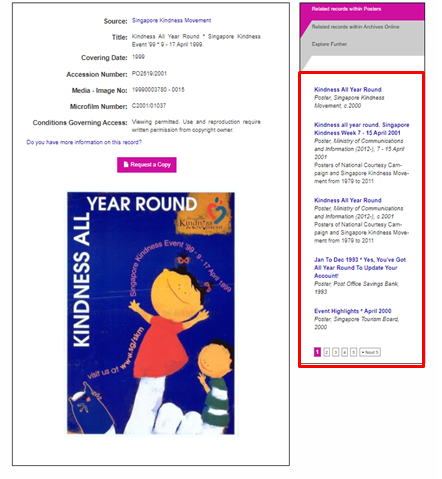 Source: Singapore Kindness Movement
Title: Kindness All Year Round * Singapore Kindness
Event '99 * 9 - 17 April 1999.
Covering Date: 1999
Accession Number: PO2519/2001
Media - Image No: 19990003780 - 0015
Microfilm Number: C2001/01037
Conditions Governing Access: Viewing permitted. Use and reproduction require
written permission from copyright owner.
Do you have more information on this record?
Request a Copy
KINDNESS ALL YEAR ROUND
Singapore Kindness Event '99 • 9 - 17 April 1999
visit us at www.sg/skm
Related records within Posters
Related records within Archives Online
Explore Further
Kindness All Year Round
Poster, Singapore Kindness
Movement, c.2000
Kindness all year round. Singapore
Kindness Week 7 - 15 April 2001
Poster, Ministry of Communications
and Information (2012-), 7 - 15 April
2001
Posters of National Courtesy Cam-
paign and Singapore Kindness Move-
ment from 1979 to 2011
Kindness All Year Round
Poster, Ministry of Communications
and Information (2012-), c.2001
Posters of National Courtesy Cam-
paign and Singapore Kindness Move-
ment from 1979 to 2011
Jan To Dec 1993 * Yes, You've Got
All Year Round To Update Your
Account!
Poster, Post Office Savings Bank,
1993
Event Highlights * April 2000
Poster, Singapore Tourism Board,
2000
1 2 3 4 5 Next 5